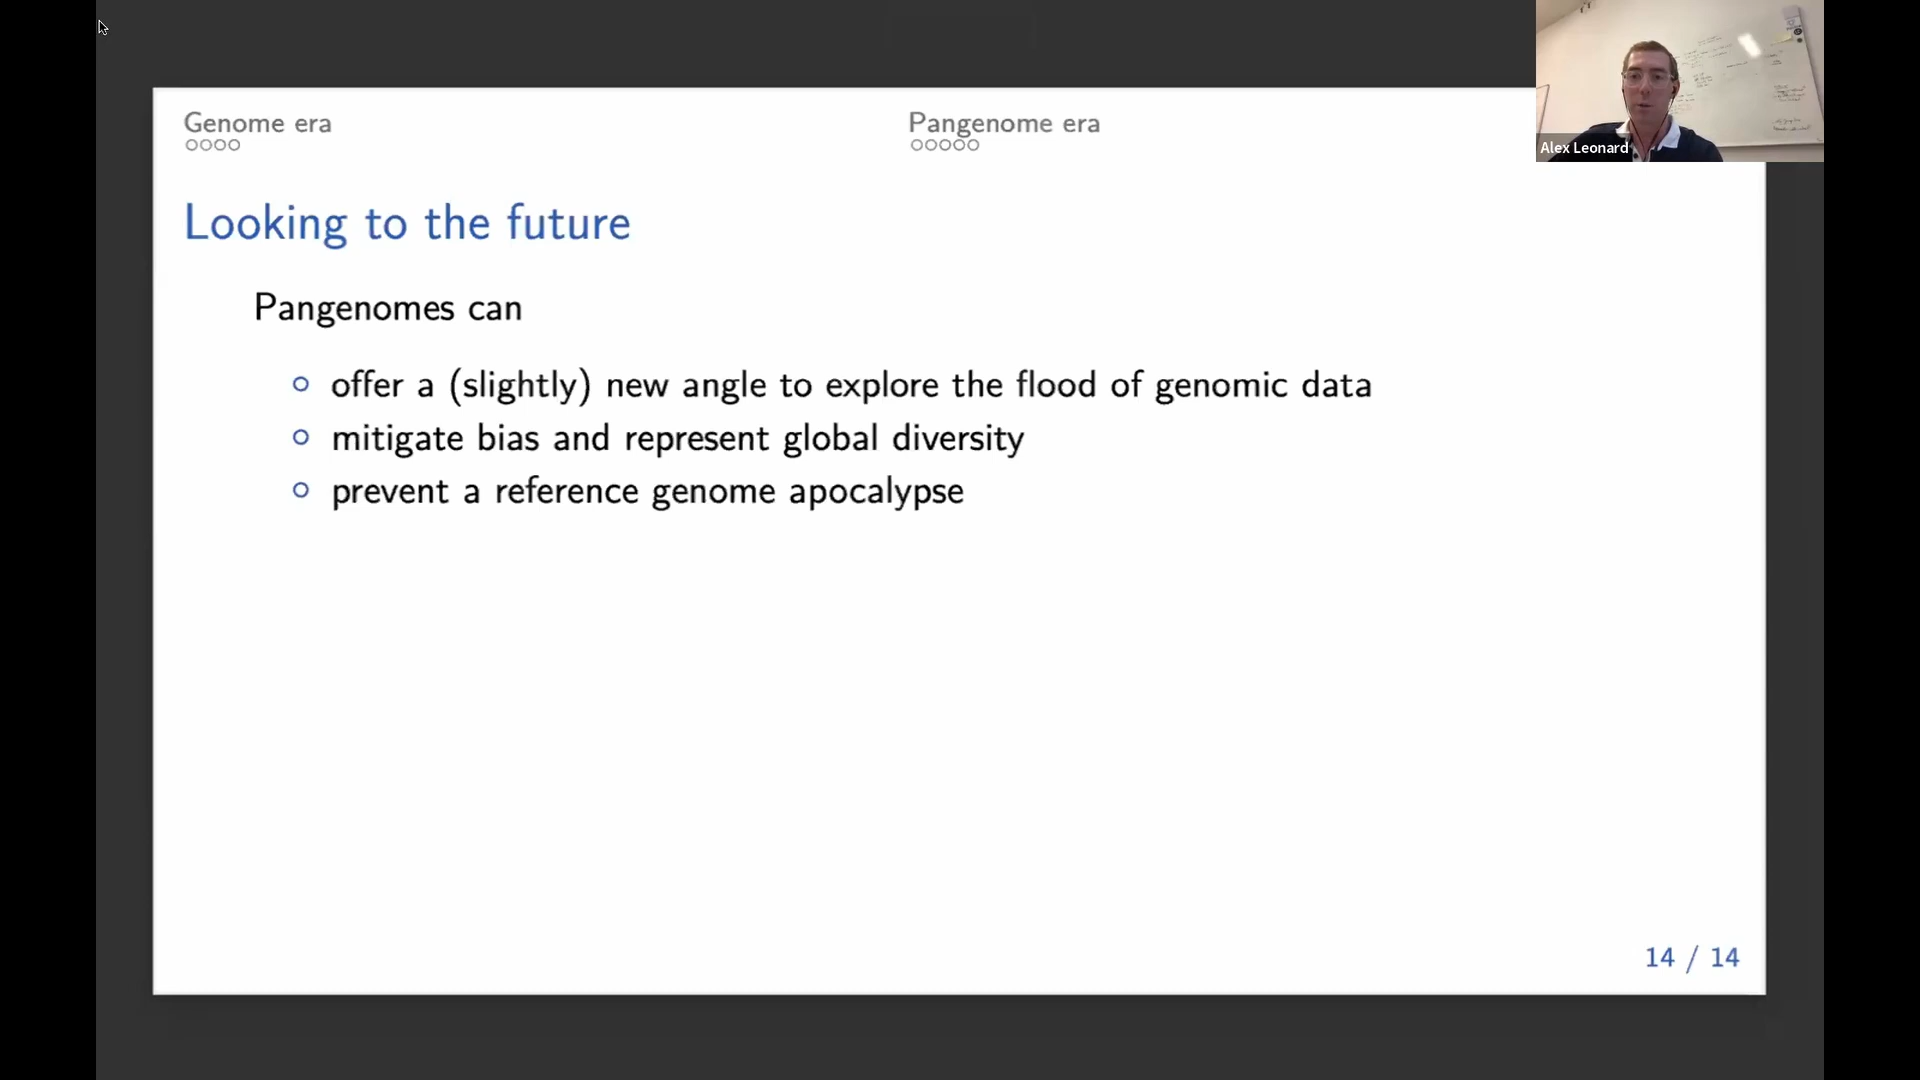 Genome era
Pangenome era
Alex Leonard
Looking to the future
Pangenomes can
offer a (slightly) new angle to explore the flood of genomic data
mitigate bias and represent global diversity
prevent a reference genome apocalypse
14 / 14